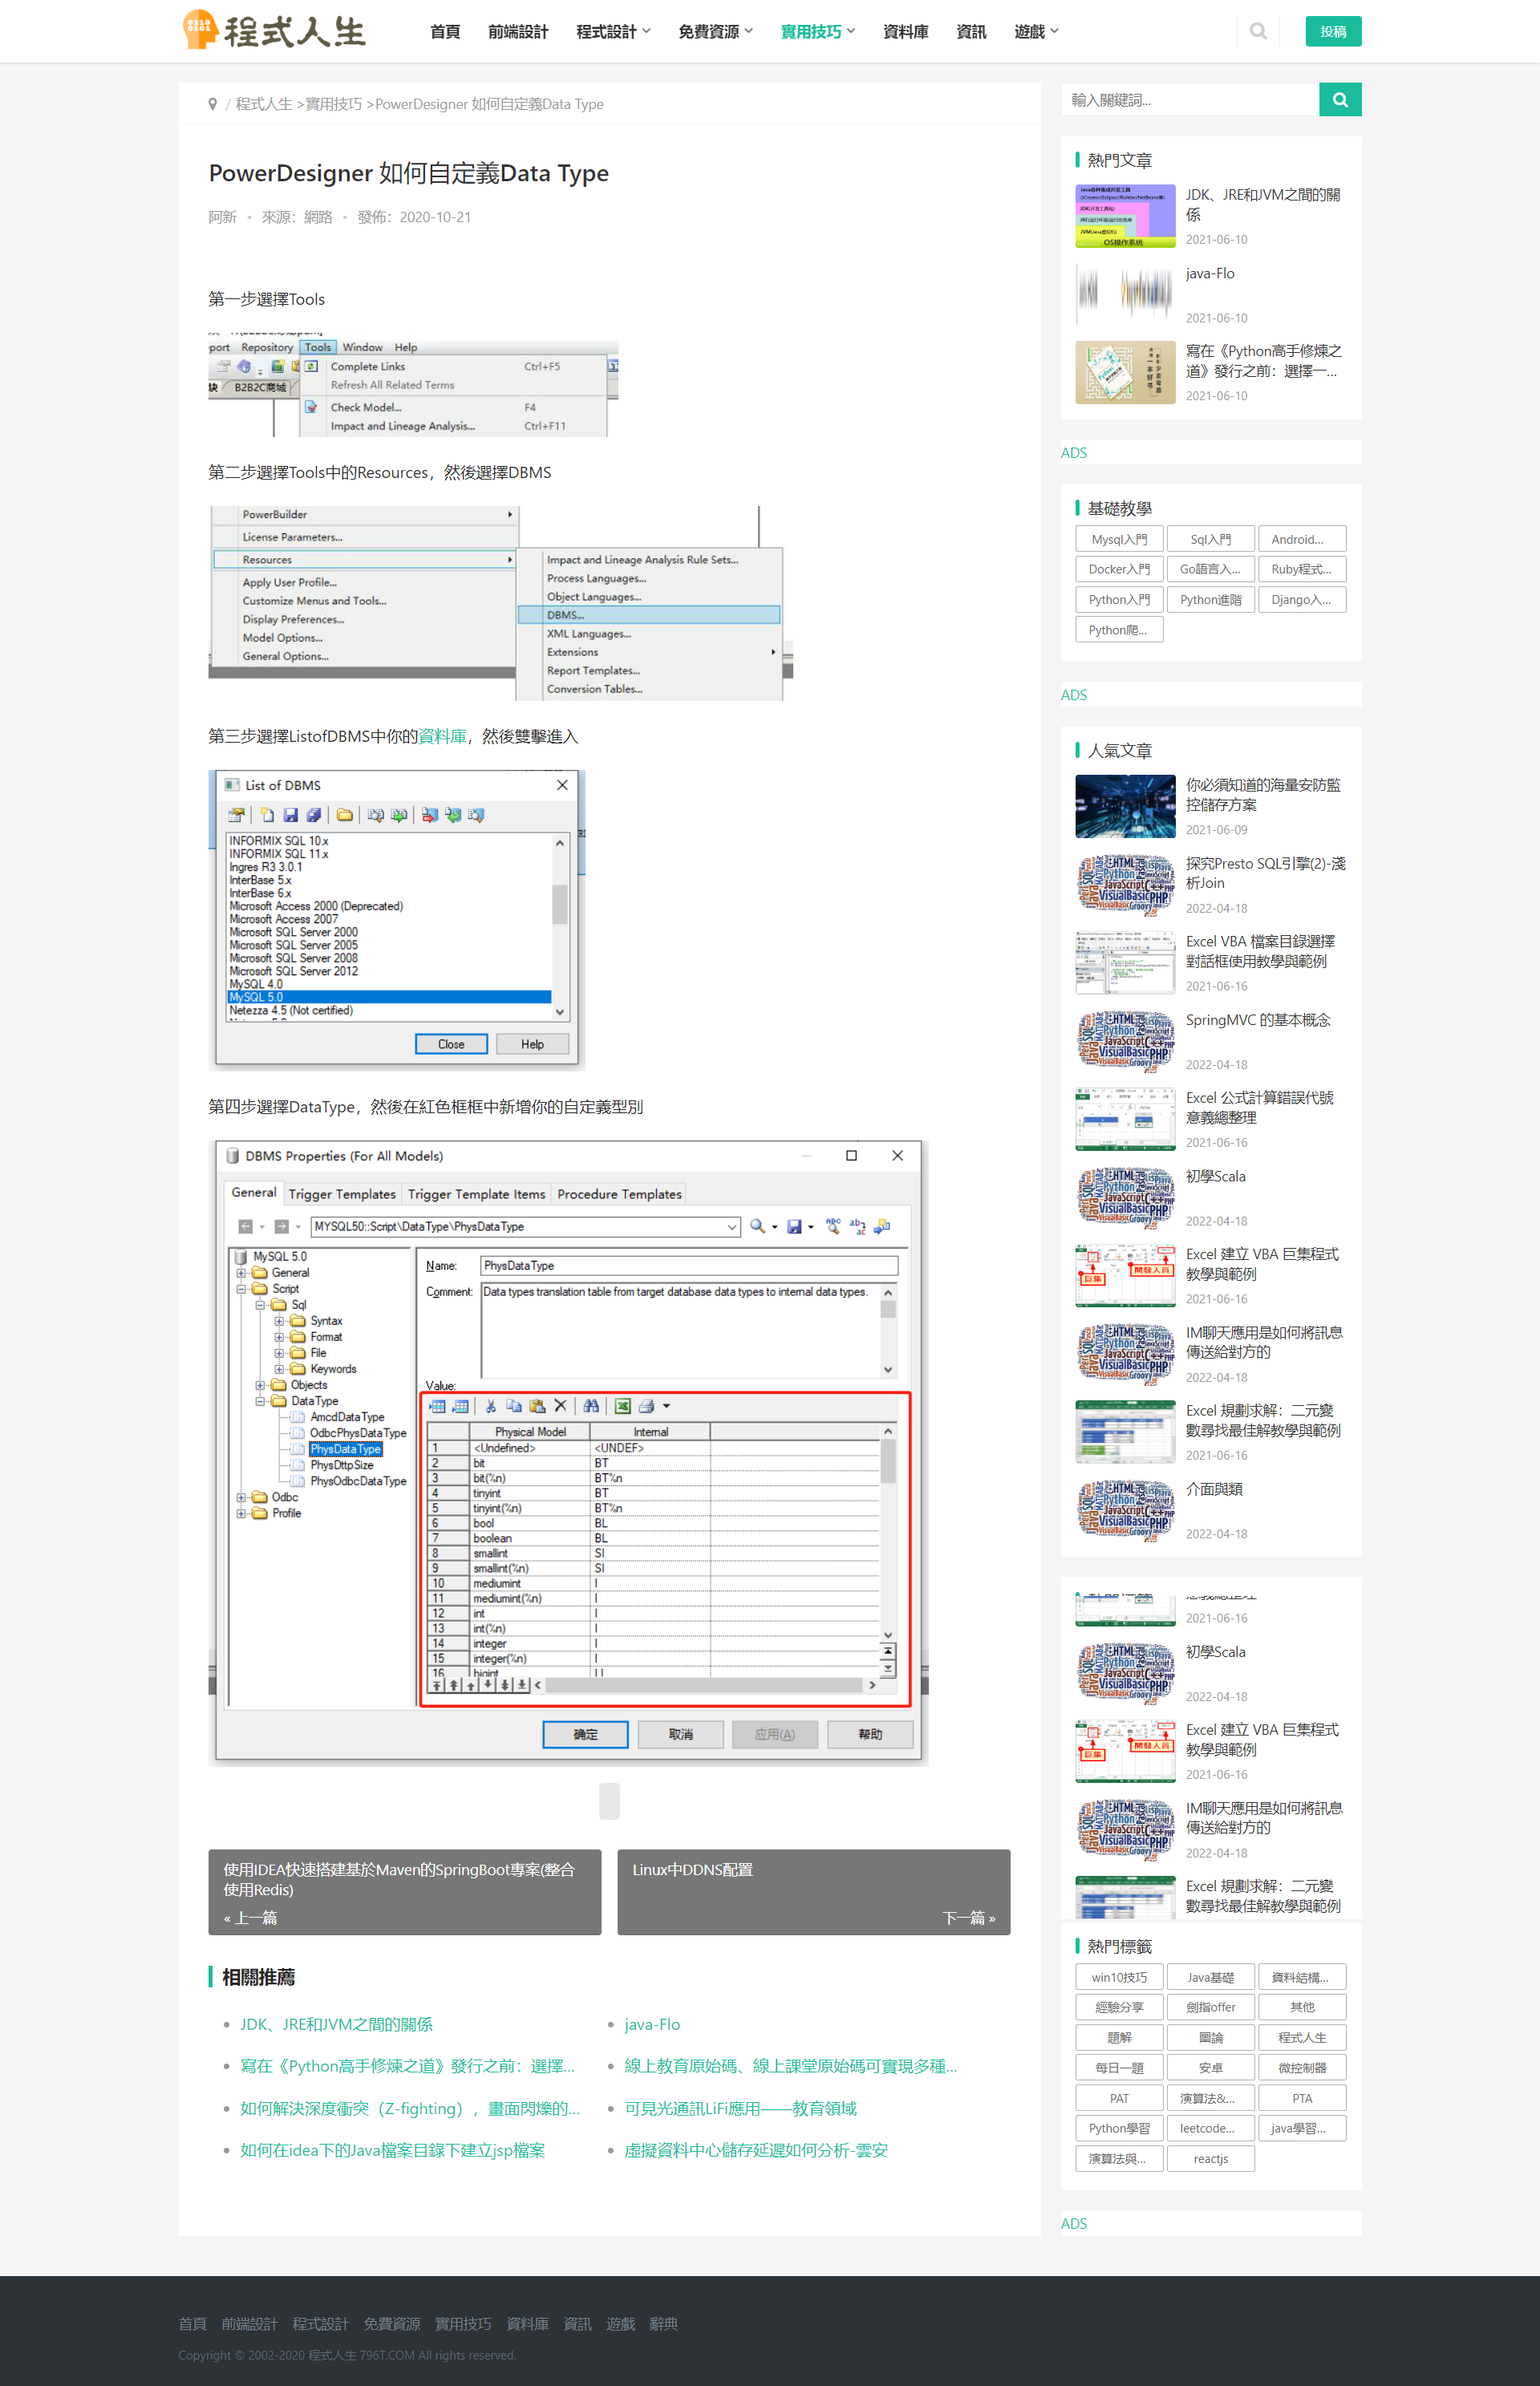 程式人生
首頁 前端設計 程式設計 免費資源 實用技巧 資料庫 資訊 遊戲 投稿
/ 程式人生 >實用技巧 >PowerDesigner 如何自定義Data Type
PowerDesigner 如何自定義Data Type
阿新 • 來源：網路 • 發佈：2020-10-21
第一步選擇Tools
port Repository Tools Window Help
Complete Links Ctrl+F5
Refresh All Related Terms
块 B2B2C商城
Check Model... F4
Impact and Lineage Analysis... Ctrl+F11
第二步選擇Tools中的Resources，然後選擇DBMS
PowerBuilder
License Parameters...
Resources
Apply User Profile...
Customize Menus and Tools...
Display Preferences...
Model Options...
General Options...
Impact and Lineage Analysis Rule Sets...
Process Languages...
Object Languages...
DBMS...
XML Languages...
Extensions
Report Templates...
Conversion Tables...
第三步選擇ListofDBMS中你的資料庫，然後雙擊進入
List of DBMS
INFORMIX SQL 10.x
INFORMIX SQL 11.x
Ingres R3 3.0.1
InterBase 5.x
InterBase 6.x
Microsoft Access 2000 (Deprecated)
Microsoft Access 2007
Microsoft SQL Server 2000
Microsoft SQL Server 2005
Microsoft SQL Server 2008
Microsoft SQL Server 2012
MySQL 4.0
MySQL 5.0
Netezza 4.5 (Not certified)
Close Help
第四步選擇DataType，然後在紅色框框中新增你的自定義型別
DBMS Properties (For All Models)
General Trigger Templates Trigger Template Items Procedure Templates
MYSQL50::Script\DataType\PhysDataType
MySQL 5.0
General
Script
Sql
Syntax
Format
File
Keywords
Objects
DataType
AmcdDataType
OdbcPhysDataType
PhysDataType
PhysDttpSize
PhysOdbcDataType
Odbc
Profile
Name: PhysDataType
Comment: Data types translation table from target database data types to internal data types.
Value:
Physical Model Internal
1 <Undefined> <UNDEF>
2 bit BT
3 bit(%n) BT%n
4 tinyint BT
5 tinyint(%n) BT%n
6 bool BL
7 boolean BL
8 smallint SI
9 smallint(%n) SI
10 mediumint I
11 mediumint(%n) I
12 int I
13 int(%n) I
14 integer I
15 integer(%n) I
16 bigint
确定 取消 应用(A) 帮助
使用IDEA快速搭建基於Maven的SpringBoot專案(整合
使用Redis)
« 上一篇
Linux中DDNS配置
下一篇 »
相關推薦
JDK、JRE和JVM之間的關係
java-Flo
寫在《Python高手修煉之道》發行之前：選擇...
線上教育原始碼、線上課堂原始碼可實現多種...
如何解決深度衝突（Z-fighting），畫面閃爍的...
可見光通訊LiFi應用——教育領域
如何在idea下的Java檔案目錄下建立jsp檔案
虛擬資料中心儲存延遲如何分析-雲安
輸入關鍵詞...
熱門文章
JDK、JRE和JVM之間的關
係
2021-06-10
java-Flo
2021-06-10
寫在《Python高手修煉之
道》發行之前：選擇一...
2021-06-10
ADS
基礎教學
Mysql入門 Sql入門 Android...
Docker入門 Go語言入... Ruby程式...
Python入門 Python進階 Django入...
Python爬...
ADS
人氣文章
你必須知道的海量安防監
控儲存方案
2021-06-09
探究Presto SQL引擎(2)-淺
析Join
2022-04-18
Excel VBA 檔案目錄選擇
對話框使用教學與範例
2021-06-16
SpringMVC 的基本概念
2022-04-18
Excel 公式計算錯誤代號
意義總整理
2021-06-16
初學Scala
2022-04-18
Excel 建立 VBA 巨集程式
教學與範例
2021-06-16
IM聊天應用是如何將訊息
傳送給對方的
2022-04-18
Excel 規劃求解：二元變
數尋找最佳解教學與範例
2021-06-16
介面與類
2022-04-18
2021-06-16
初學Scala
2022-04-18
Excel 建立 VBA 巨集程式
教學與範例
2021-06-16
IM聊天應用是如何將訊息
傳送給對方的
2022-04-18
Excel 規劃求解：二元變
數尋找最佳解教學與範例
熱門標籤
win10技巧 Java基礎 資料結構...
經驗分享 劍指offer 其他
題解 圖論 程式人生
每日一題 安卓 微控制器
PAT 演算法&... PTA
Python學習 leetcode... java學習...
演算法與... reactjs
ADS
首頁 前端設計 程式設計 免費資源 實用技巧 資料庫 資訊 遊戲 辭典
Copyright © 2002-2020 程式人生 796T.COM All rights reserved.